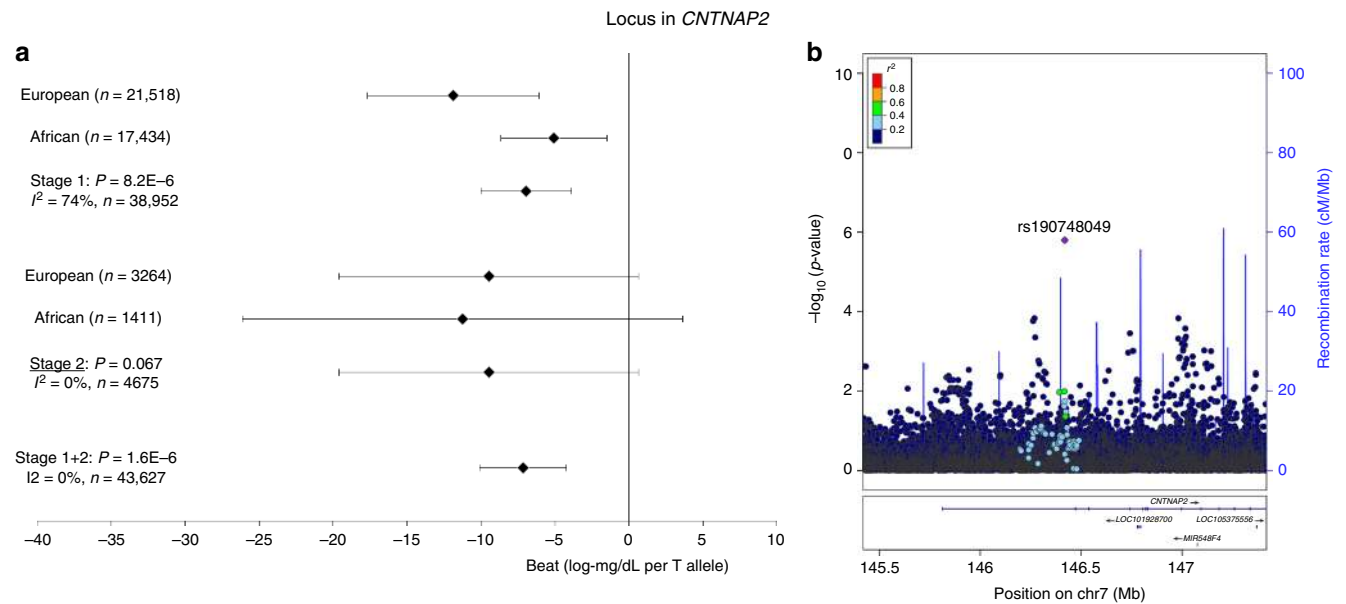 Locus in CNTNAP2
a
European (n = 21,518)
African (n = 17,434)
Stage 1: P = 8.2E–6
I² = 74%, n = 38,952
European (n = 3264)
African (n = 1411)
Stage 2: P = 0.067
I² = 0%, n = 4675
Stage 1+2: P = 1.6E–6
I2 = 0%, n = 43,627
–40 –35 –30 –25 –20 –15 –10 –5 0 5 10
Beat (log-mg/dL per T allele)
b
r²
0.8
0.6
0.4
0.2
10
0
6
4
2
0
–log₁₀ (p-value)
rs190748049
100
80
60
40
20
0
Recombination rate (cM/Mb)
CNTNAP2 →
←LOC101928700 LOC105375556 →
←MIR548F4
145.5 146 146.5 147
Position on chr7 (Mb)